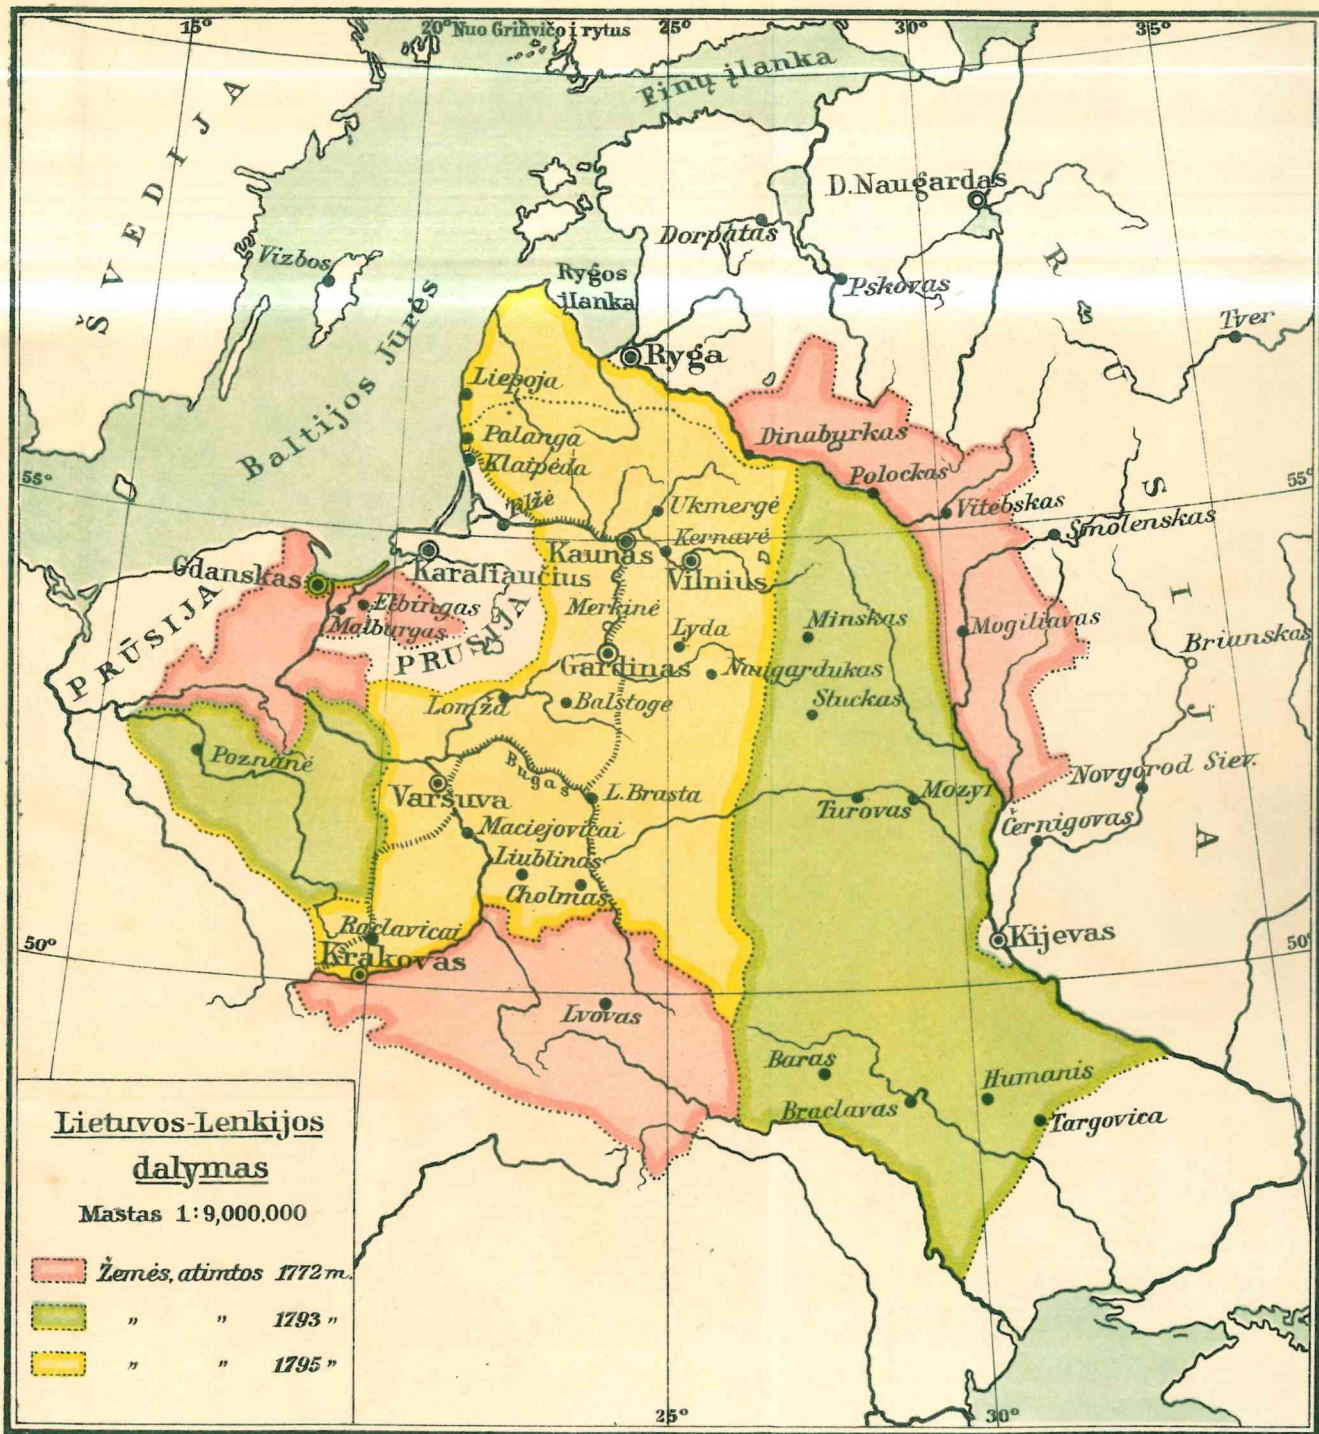 15°
20° Nuo Grinvičo į rytus
25°
30°
35°
ŠVEDIJA
Finų įlanka
D. Naugardas
Dorpatas
Vizbos
Rygos
įlanka
Pskovas
RUSIJA
Tver
Baltijos Jūrės
Ryga
Liepoja
Palanga
Klaipėda
Dinaburkas
Polockas
Vitebskas
Smolenskas
55°
55°
Tilžė
Ukmergė
Kaunas
Kernavė
Vilnius
Gdanskas
Karaliaučius
Elbingas
Malburgas
PRŪSIJA
PRUSIJA
Merkinė
Lyda
Gardinas
Naugardukas
Minskas
Mogiliavas
Brianskas
Stuckas
Lomža
Balstogė
Poznanė
Bugas
Varšuva
L. Brasta
Turovas
Mozyr
Novgorod Siev.
Černigovas
Maciejovicai
Liublinas
Cholmas
Raclavicai
Krakovas
Kijevas
50°
50°
Lvovas
Baras
Braclavas
Humanis
Targovica
Lietuvos-Lenkijos
dalymas
Mastas 1:9,000.000
Žemės, atimtos 1772 m.
" " 1793 "
" " 1795 "
25°
30°